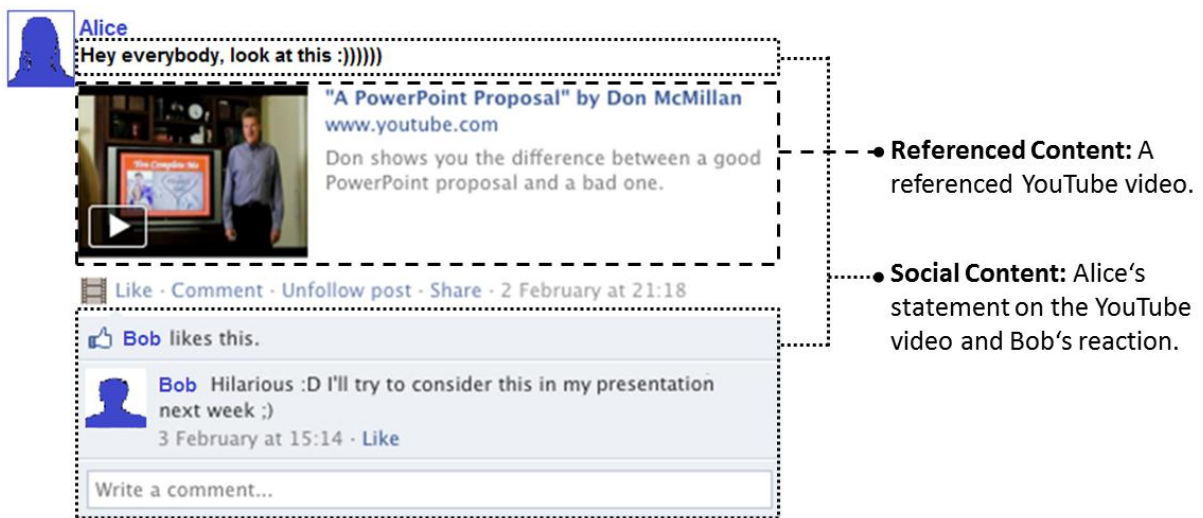 Alice
Hey everybody, look at this :))))))
"A PowerPoint Proposal" by Don McMillan
www.youtube.com
Don shows you the difference between a good
PowerPoint proposal and a bad one.
You Complete Me
Like · Comment · Unfollow post · Share · 2 February at 21:18
Bob likes this.
Bob Hilarious :D I'll try to consider this in my presentation
next week ;)
3 February at 15:14 · Like
Write a comment...
Referenced Content: A
referenced YouTube video.
Social Content: Alice‘s
statement on the YouTube
video and Bob‘s reaction.